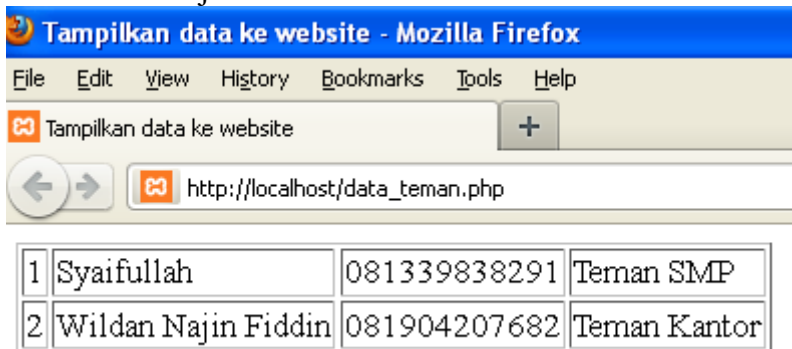 Tampilkan data ke website - Mozilla Firefox
File Edit View History Bookmarks Tools Help
Tampilkan data ke website +
http://localhost/data_teman.php
1 Syaifullah 081339838291 Teman SMP
2 Wildan Najin Fiddin 081904207682 Teman Kantor